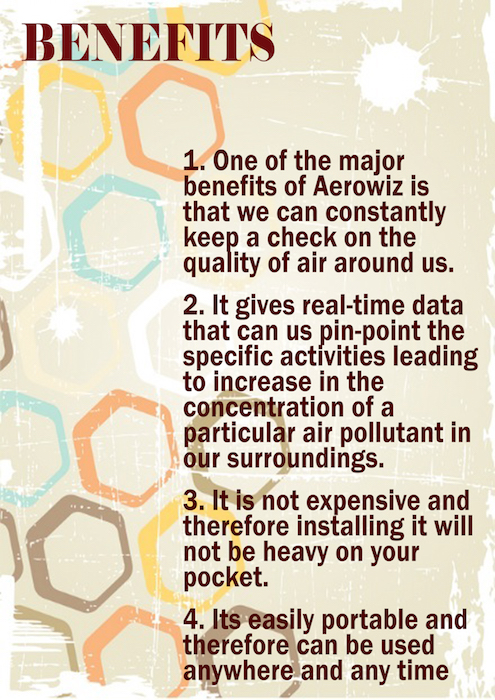 BENEFITS
1. One of the major
benefits of Aerowiz is
that we can constantly
keep a check on the
quality of air around us.
2. It gives real-time data
that can us pin-point the
specific activities leading
to increase in the
concentration of a
particular air pollutant in
our surroundings.
3. It is not expensive and
therefore installing it will
not be heavy on your
pocket.
4. Its easily portable and
therefore can be used
anywhere and any time